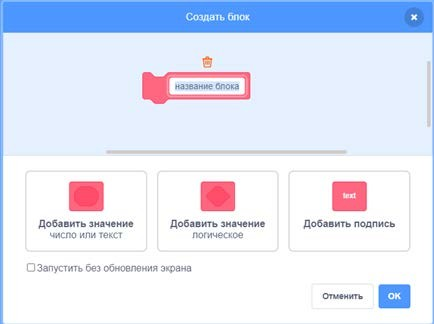 Создать блок
название блока
Добавить значение
число или текст
Добавить значение
логическое
text
Добавить подпись
Запустить без обновления экрана
Отменить
OK